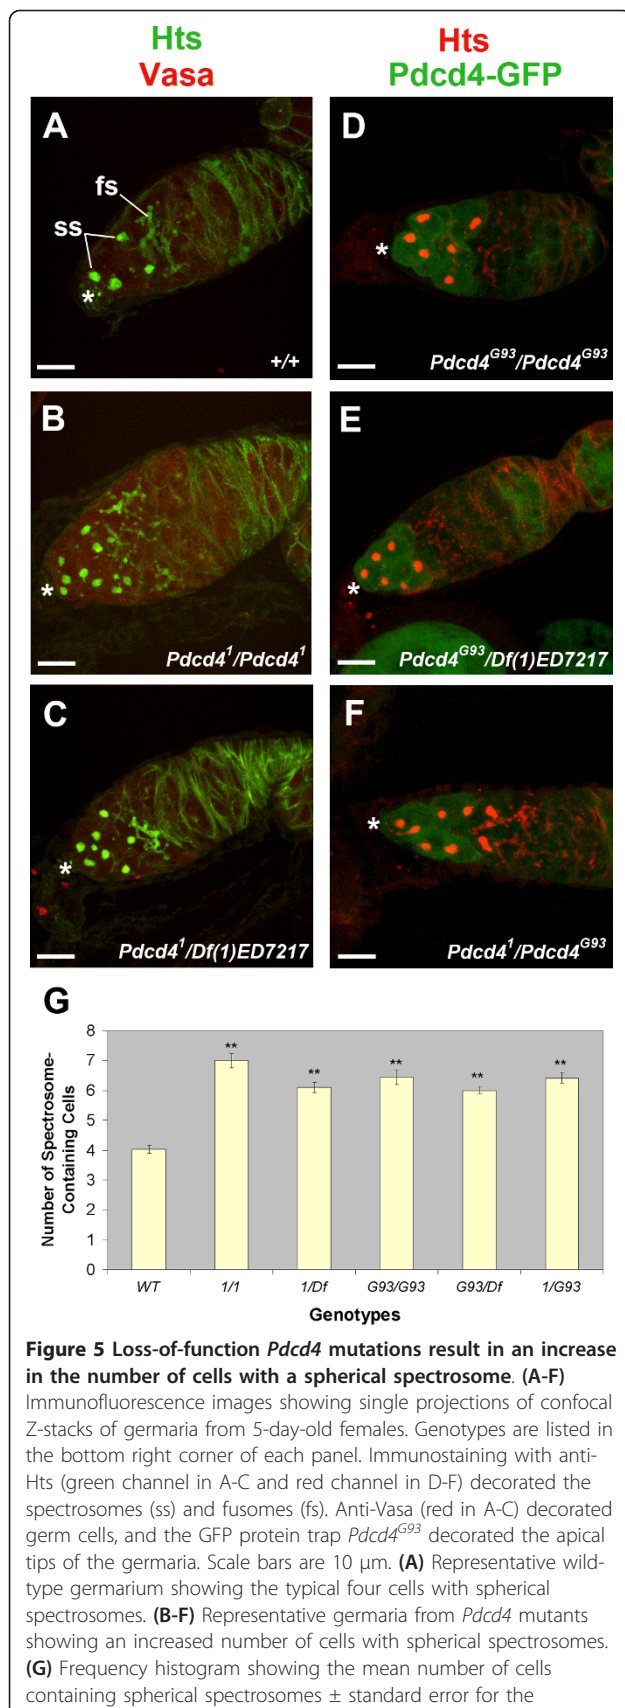 Hts
Vasa
Hts
Pdcd4-GFP
A
fs
ss
*
+/+
D
*
Pdcd4G93/Pdcd4G93
B
*
Pdcd41/Pdcd41
E
*
Pdcd4G93/Df(1)ED7217
C
*
Pdcd41/Df(1)ED7217
F
*
Pdcd41/Pdcd4G93
G
Number of Spectrosome-
Containing Cells
8
7
6
5
4
3
2
1
0
**
**
**
**
**
WT 1/1 1/Df G93/G93 G93/Df 1/G93
Genotypes
Figure 5 Loss-of-function Pdcd4 mutations result in an increase
in the number of cells with a spherical spectrosome. (A-F)
Immunofluorescence images showing single projections of confocal
Z-stacks of germaria from 5-day-old females. Genotypes are listed in
the bottom right corner of each panel. Immunostaining with anti-
Hts (green channel in A-C and red channel in D-F) decorated the
spectrosomes (ss) and fusomes (fs). Anti-Vasa (red in A-C) decorated
germ cells, and the GFP protein trap Pdcd4G93 decorated the apical
tips of the germaria. Scale bars are 10 μm. (A) Representative wild-
type germarium showing the typical four cells with spherical
spectrosomes. (B-F) Representative germaria from Pdcd4 mutants
showing an increased number of cells with spherical spectrosomes.
(G) Frequency histogram showing the mean number of cells
containing spherical spectrosomes ± standard error for the